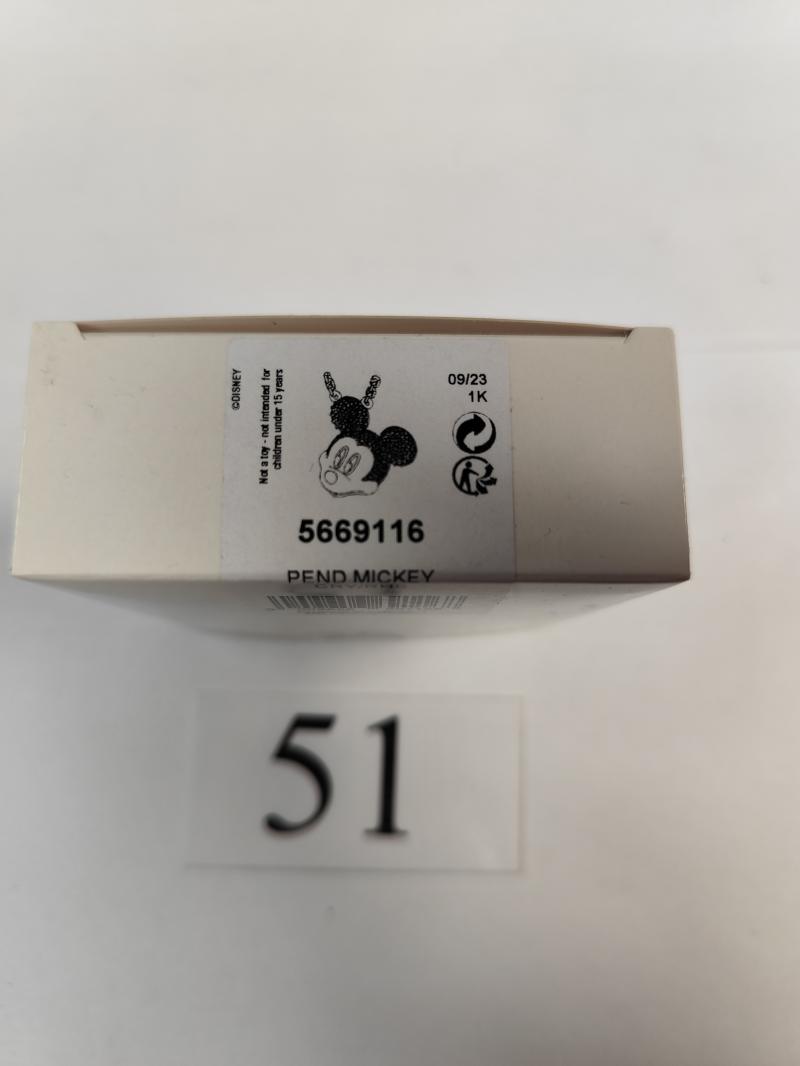 ©DISNEY
Not a toy - not intended for
children under 15 years
09/23
1K
5669116
PEND MICKEY
51